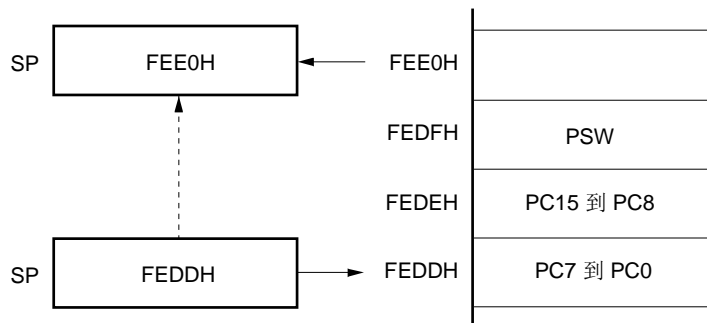 SP FEE0H FEE0H
FEDFH PSW
FEDEH PC15 到 PC8
SP FEDDH FEDDH PC7 到 PC0